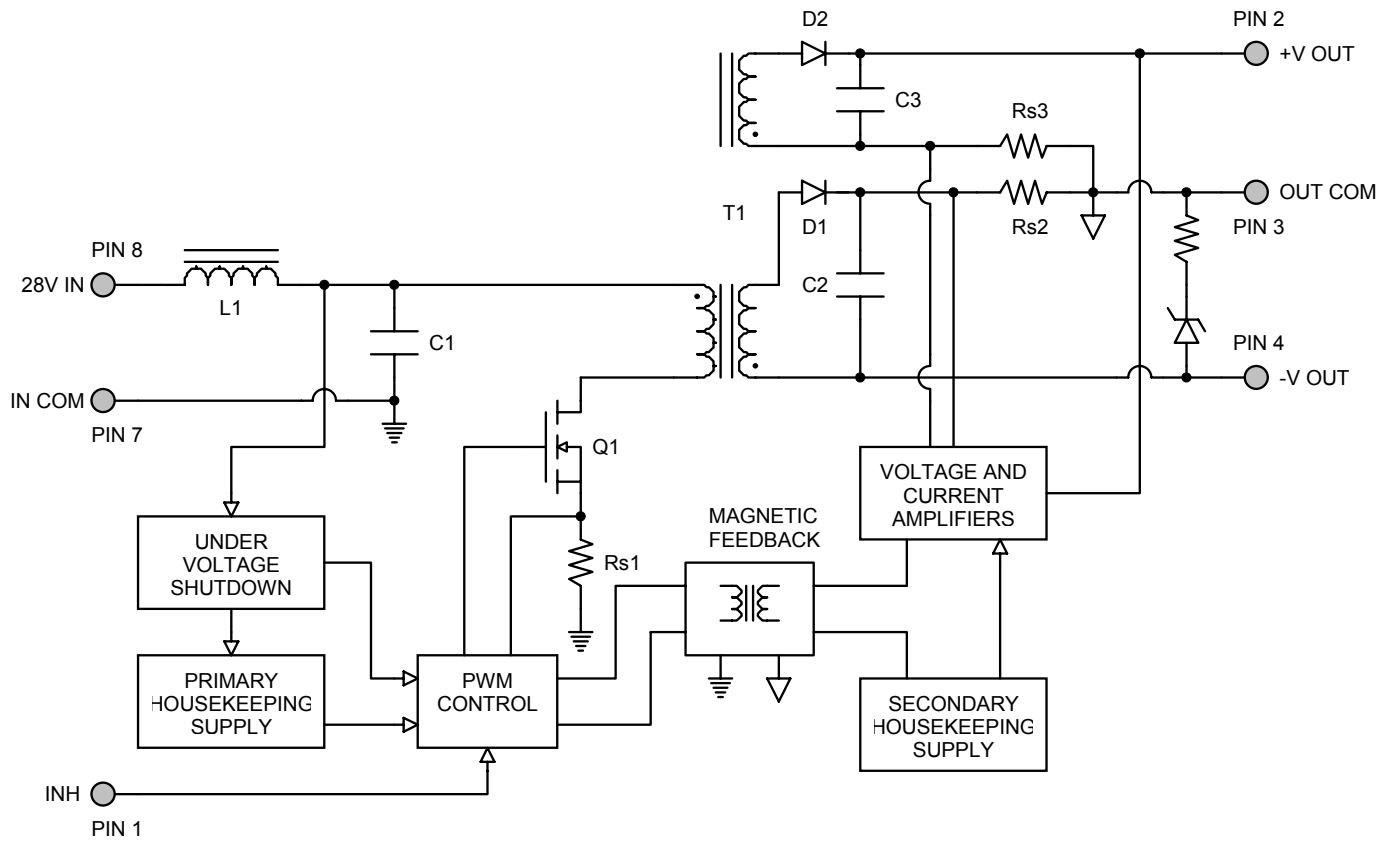 D2
PIN 2
+V OUT
C3
Rs3
T1
D1
Rs2
OUT COM
PIN 3
PIN 8
28V IN
L1
C2
C1
PIN 4
-V OUT
IN COM
PIN 7
Q1
VOLTAGE AND
CURRENT
AMPLIFIERS
MAGNETIC
FEEDBACK
UNDER
VOLTAGE
SHUTDOWN
Rs1
PRIMARY
HOUSEKEEPING
SUPPLY
PWM
CONTROL
SECONDARY
HOUSEKEEPING
SUPPLY
INH
PIN 1